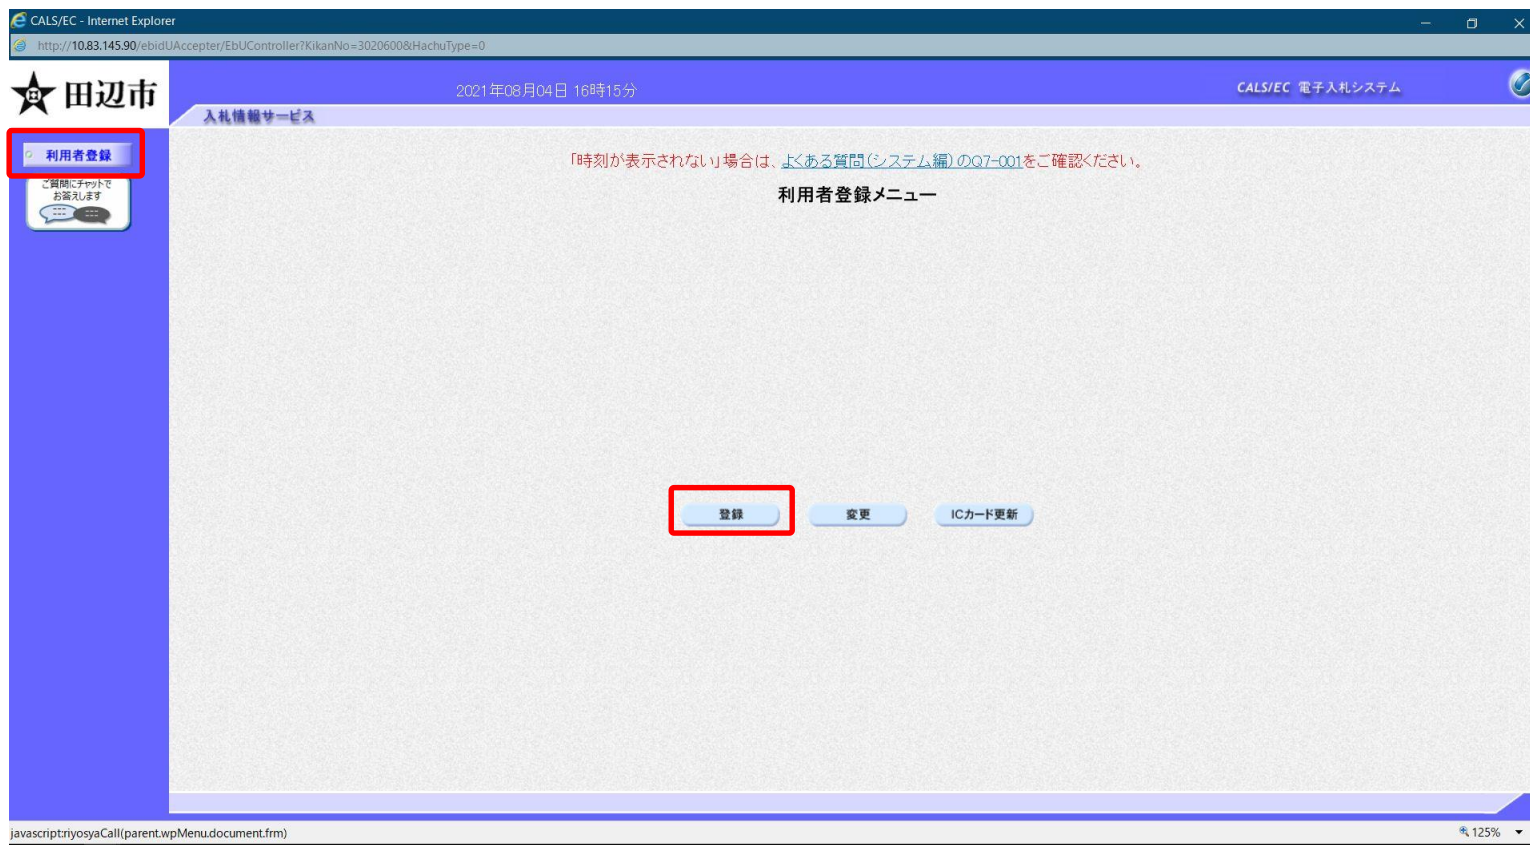 CALS/EC - Internet Explorer
http://10.83.145.90/ebidUAccepter/EbUController?KikanNo=3020600&HachuType=0
田辺市
2021年08月04日 16時15分
CALS/EC 電子入札システム
入札情報サービス
利用者登録
ご質問にチャットで
お答えします
「時刻が表示されない」場合は、よくある質問(システム編)のQ7-001をご確認ください。
利用者登録メニュー
登録
変更
ICカード更新
javascript:riyosyaCall(parent.wpMenu.document.frm)
125%